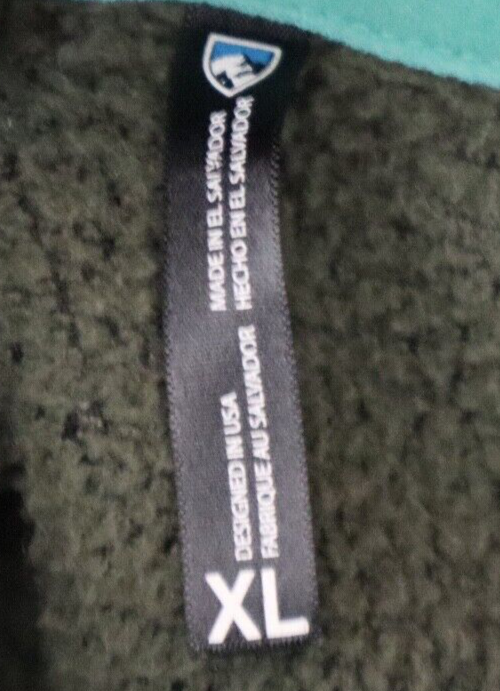 MADE IN EL SALVADOR
HECHO EN EL SALVADOR
DESIGNED IN USA
FABRIQUE AU SALVADOR
XL